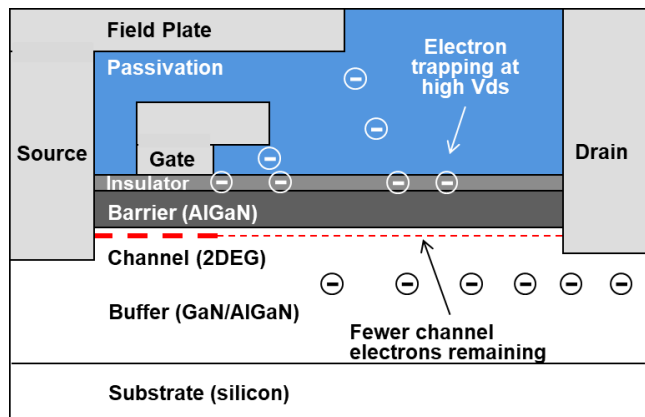 Field Plate
Passivation
Electron
trapping at
high Vds
Source
Gate
Drain
Insulator
Barrier (AlGaN)
Channel (2DEG)
Buffer (GaN/AlGaN)
Fewer channel
electrons remaining
Substrate (silicon)